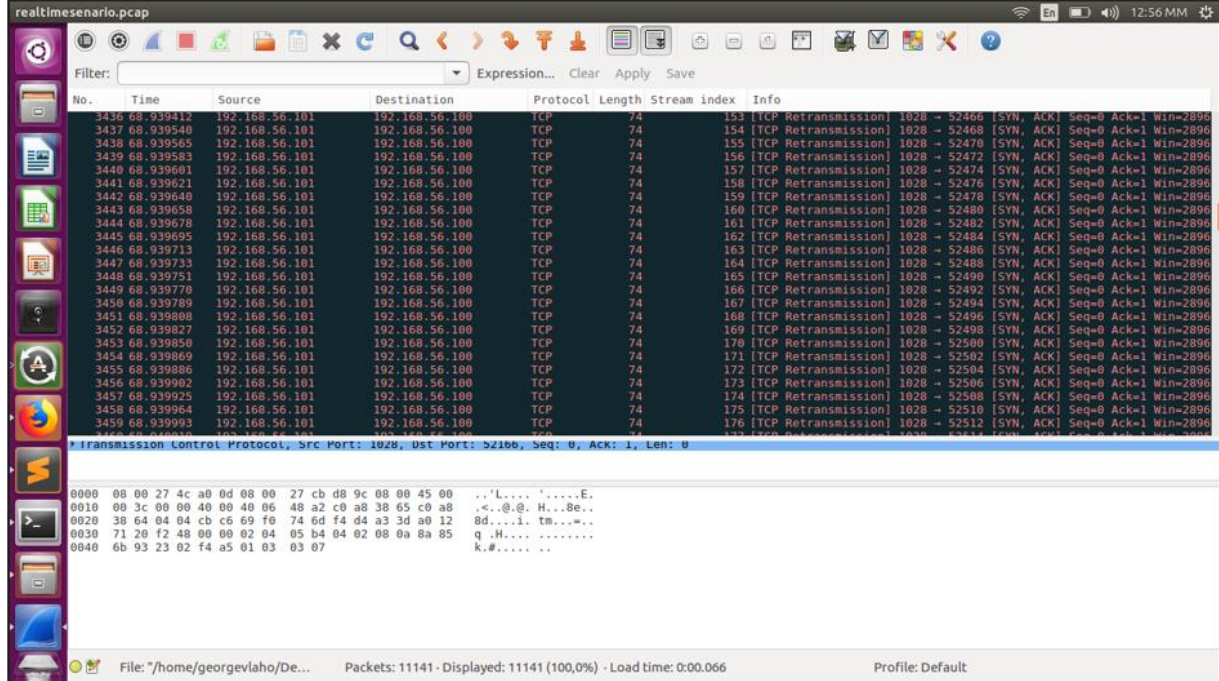 realtimesenario.pcap En 12:56 MM
Filter: Expression... Clear Apply Save
No. Time Source Destination Protocol Length Stream index Info
3436 68.939412 192.168.56.101 192.168.56.100 TCP 74 153 [TCP Retransmission] 1028 → 52466 [SYN, ACK] Seq=0 Ack=1 Win=2896
3437 68.939540 192.168.56.101 192.168.56.100 TCP 74 154 [TCP Retransmission] 1028 → 52468 [SYN, ACK] Seq=0 Ack=1 Win=2896
3438 68.939565 192.168.56.101 192.168.56.100 TCP 74 155 [TCP Retransmission] 1028 → 52470 [SYN, ACK] Seq=0 Ack=1 Win=2896
3439 68.939583 192.168.56.101 192.168.56.100 TCP 74 156 [TCP Retransmission] 1028 → 52472 [SYN, ACK] Seq=0 Ack=1 Win=2896
3440 68.939601 192.168.56.101 192.168.56.100 TCP 74 157 [TCP Retransmission] 1028 → 52474 [SYN, ACK] Seq=0 Ack=1 Win=2896
3441 68.939621 192.168.56.101 192.168.56.100 TCP 74 158 [TCP Retransmission] 1028 → 52476 [SYN, ACK] Seq=0 Ack=1 Win=2896
3442 68.939640 192.168.56.101 192.168.56.100 TCP 74 159 [TCP Retransmission] 1028 → 52478 [SYN, ACK] Seq=0 Ack=1 Win=2896
3443 68.939658 192.168.56.101 192.168.56.100 TCP 74 160 [TCP Retransmission] 1028 → 52480 [SYN, ACK] Seq=0 Ack=1 Win=2896
3444 68.939678 192.168.56.101 192.168.56.100 TCP 74 161 [TCP Retransmission] 1028 → 52482 [SYN, ACK] Seq=0 Ack=1 Win=2896
3445 68.939695 192.168.56.101 192.168.56.100 TCP 74 162 [TCP Retransmission] 1028 → 52484 [SYN, ACK] Seq=0 Ack=1 Win=2896
3446 68.939713 192.168.56.101 192.168.56.100 TCP 74 163 [TCP Retransmission] 1028 → 52486 [SYN, ACK] Seq=0 Ack=1 Win=2896
3447 68.939733 192.168.56.101 192.168.56.100 TCP 74 164 [TCP Retransmission] 1028 → 52488 [SYN, ACK] Seq=0 Ack=1 Win=2896
3448 68.939751 192.168.56.101 192.168.56.100 TCP 74 165 [TCP Retransmission] 1028 → 52490 [SYN, ACK] Seq=0 Ack=1 Win=2896
3449 68.939770 192.168.56.101 192.168.56.100 TCP 74 166 [TCP Retransmission] 1028 → 52492 [SYN, ACK] Seq=0 Ack=1 Win=2896
3450 68.939789 192.168.56.101 192.168.56.100 TCP 74 167 [TCP Retransmission] 1028 → 52494 [SYN, ACK] Seq=0 Ack=1 Win=2896
3451 68.939808 192.168.56.101 192.168.56.100 TCP 74 168 [TCP Retransmission] 1028 → 52496 [SYN, ACK] Seq=0 Ack=1 Win=2896
3452 68.939827 192.168.56.101 192.168.56.100 TCP 74 169 [TCP Retransmission] 1028 → 52498 [SYN, ACK] Seq=0 Ack=1 Win=2896
3453 68.939850 192.168.56.101 192.168.56.100 TCP 74 170 [TCP Retransmission] 1028 → 52500 [SYN, ACK] Seq=0 Ack=1 Win=2896
3454 68.939869 192.168.56.101 192.168.56.100 TCP 74 171 [TCP Retransmission] 1028 → 52502 [SYN, ACK] Seq=0 Ack=1 Win=2896
3455 68.939886 192.168.56.101 192.168.56.100 TCP 74 172 [TCP Retransmission] 1028 → 52504 [SYN, ACK] Seq=0 Ack=1 Win=2896
3456 68.939902 192.168.56.101 192.168.56.100 TCP 74 173 [TCP Retransmission] 1028 → 52506 [SYN, ACK] Seq=0 Ack=1 Win=2896
3457 68.939925 192.168.56.101 192.168.56.100 TCP 74 174 [TCP Retransmission] 1028 → 52508 [SYN, ACK] Seq=0 Ack=1 Win=2896
3458 68.939964 192.168.56.101 192.168.56.100 TCP 74 175 [TCP Retransmission] 1028 → 52510 [SYN, ACK] Seq=0 Ack=1 Win=2896
3459 68.939993 192.168.56.101 192.168.56.100 TCP 74 176 [TCP Retransmission] 1028 → 52512 [SYN, ACK] Seq=0 Ack=1 Win=2896
Transmission Control Protocol, Src Port: 1028, Dst Port: 52166, Seq: 0, Ack: 1, Len: 0
0000 08 00 27 4c a0 0d 08 00 27 cb d8 9c 08 00 45 00 ..'L.... '.....E.
0010 00 3c 00 00 40 00 40 06 48 a2 c0 a8 38 65 c0 a8 .<..@.@. H...8e..
0020 38 64 04 04 cb c6 69 f0 74 6d f4 d4 a3 3d a0 12 8d....i. tm...=..
0030 71 20 f2 48 00 00 02 04 05 b4 04 02 08 0a 8a 85 q .H.... ........
0040 6b 93 23 02 f4 a5 01 03 03 07 k.#..... ..
File: "/home/georgevlaho/De... Packets: 11141 · Displayed: 11141 (100,0%) · Load time: 0:00.066 Profile: Default